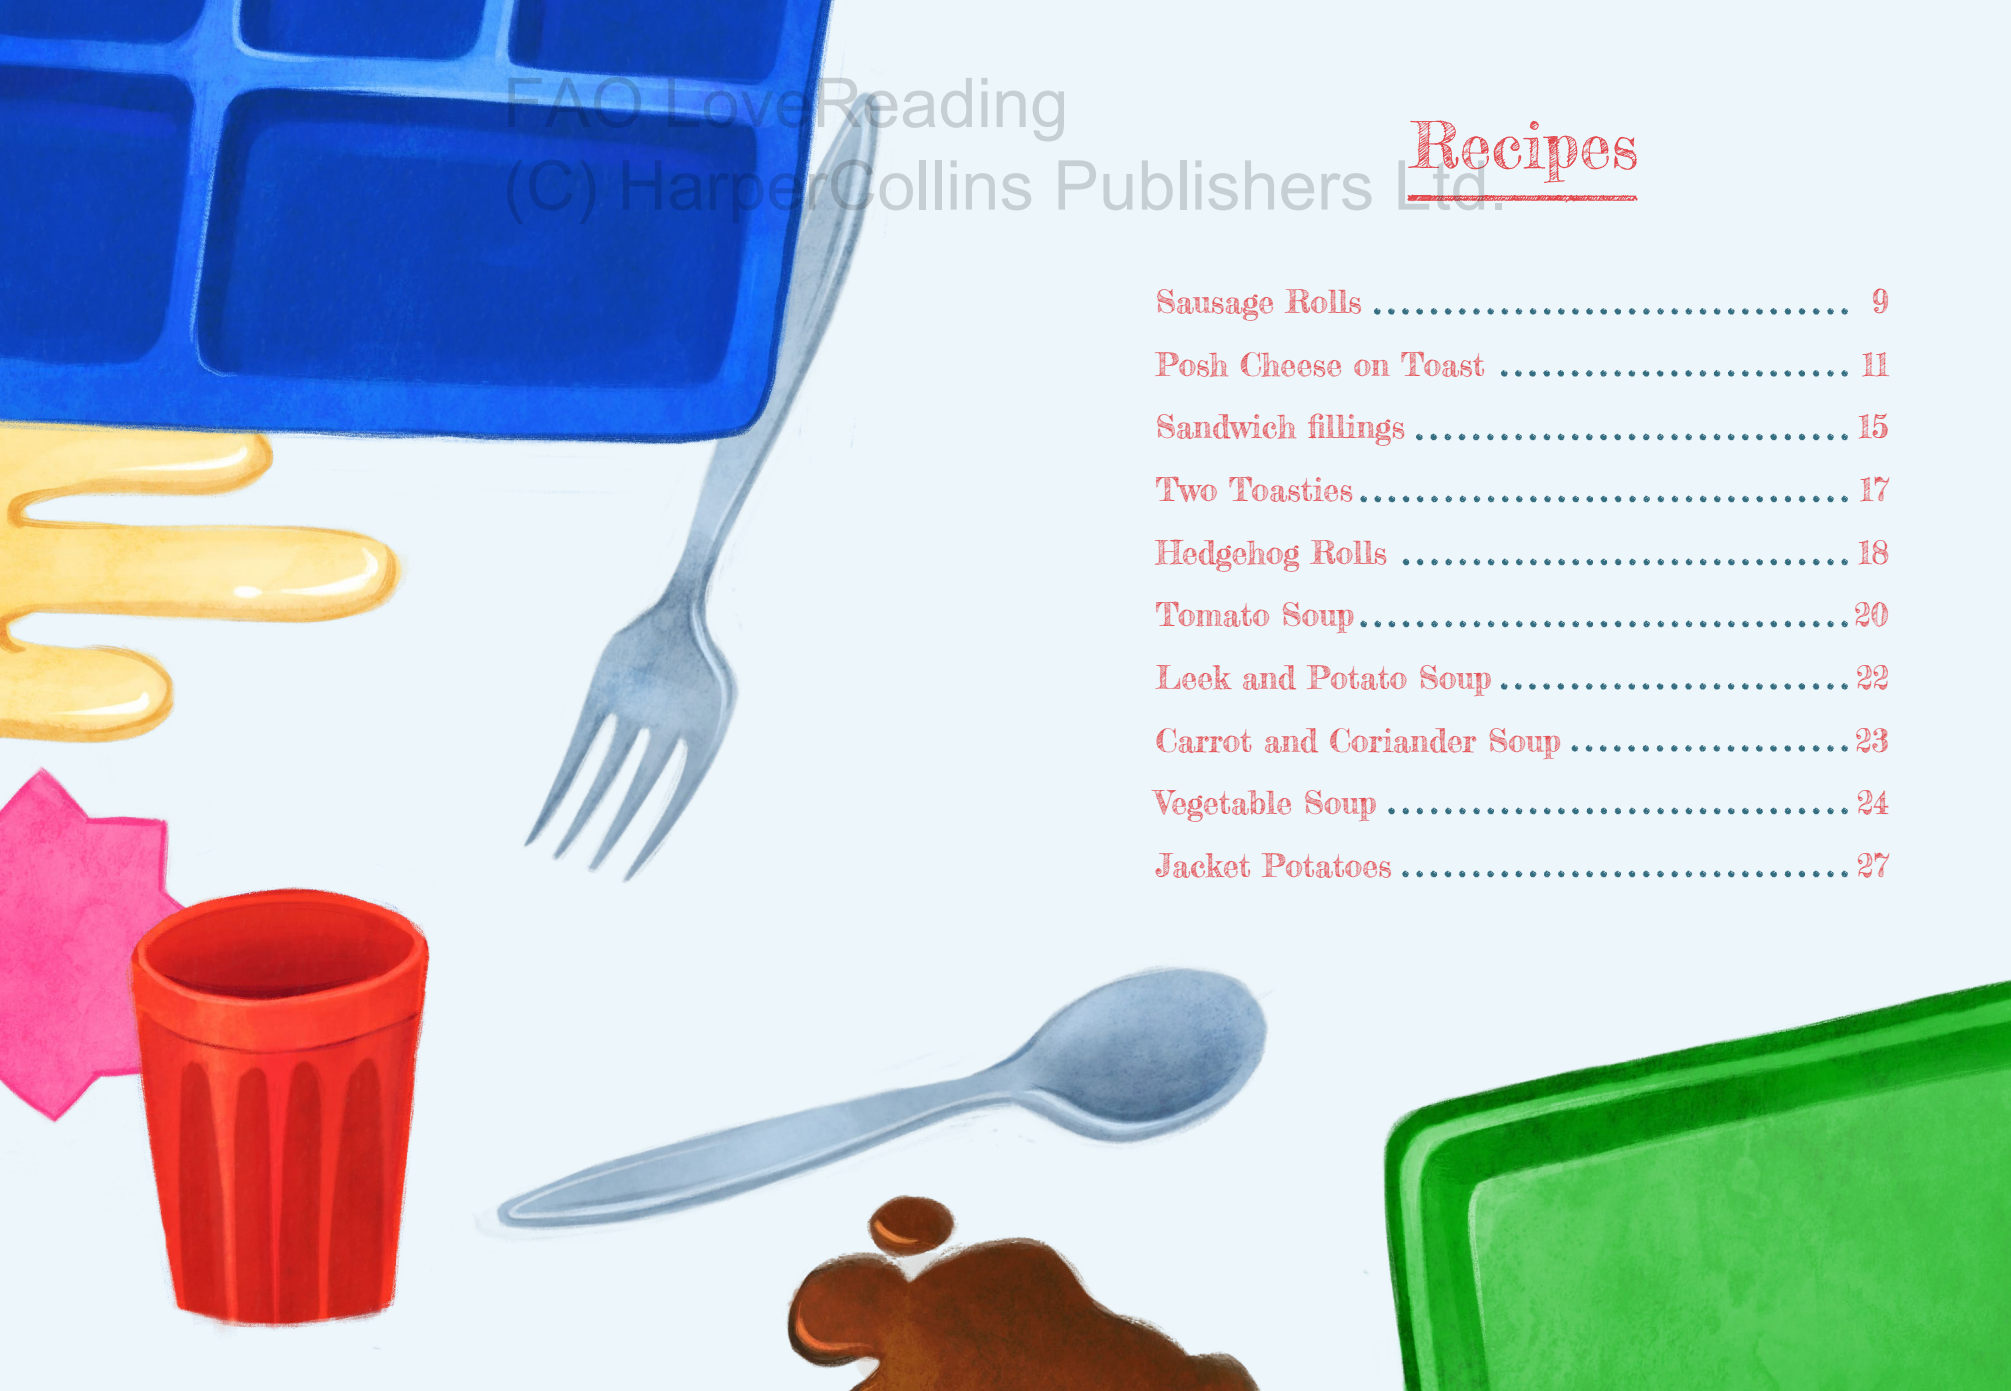 FAO LoveReading
(C) HarperCollins Publishers Ltd.
Recipes
Sausage Rolls .................................. 9
Posh Cheese on Toast ......................... 11
Sandwich fillings ............................... 15
Two Toasties ................................... 17
Hedgehog Rolls ................................ 18
Tomato Soup ................................... 20
Leek and Potato Soup ......................... 22
Carrot and Coriander Soup .................... 23
Vegetable Soup ................................. 24
Jacket Potatoes ................................ 27